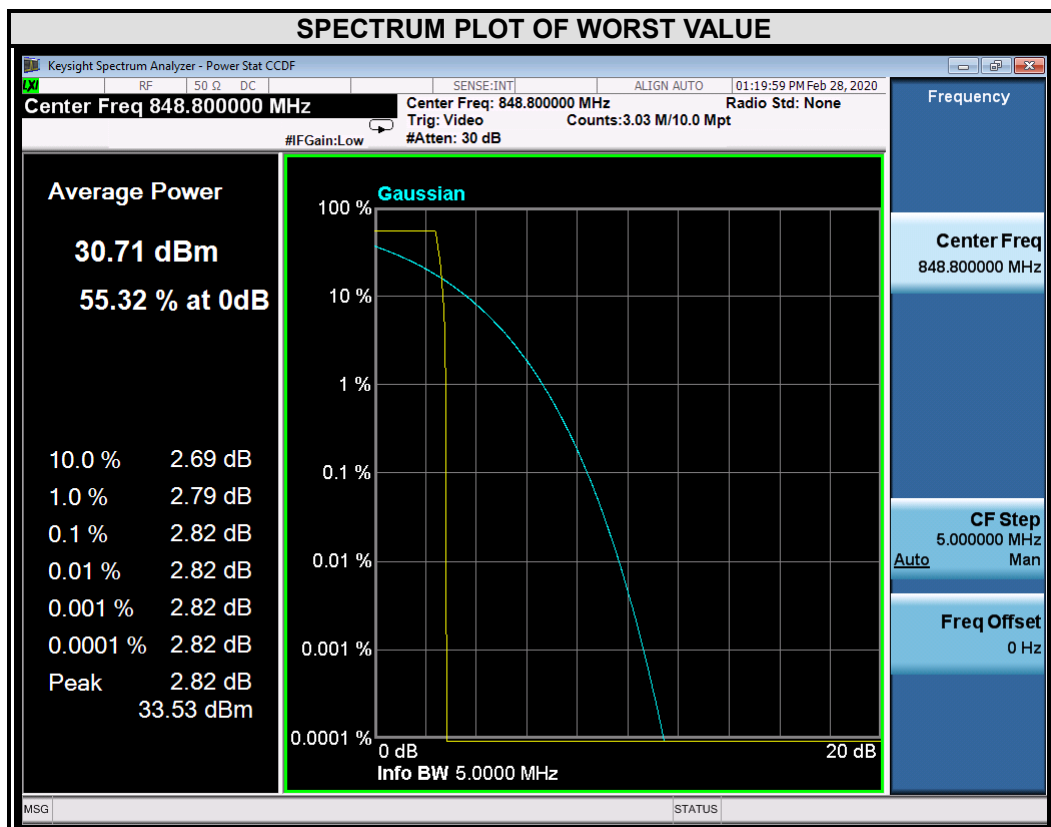 SPECTRUM PLOT OF WORST VALUE
Keysight Spectrum Analyzer - Power Stat CCDF
LXI RF 50 Ω DC SENSE:INT ALIGN AUTO 01:19:59 PM Feb 28, 2020
Center Freq 848.800000 MHz
Center Freq: 848.800000 MHz Radio Std: None
Trig: Video Counts:3.03 M/10.0 Mpt
#IFGain:Low #Atten: 30 dB
Frequency
Average Power
30.71 dBm
55.32 % at 0dB
10.0 % 2.69 dB
1.0 % 2.79 dB
0.1 % 2.82 dB
0.01 % 2.82 dB
0.001 % 2.82 dB
0.0001 % 2.82 dB
Peak 2.82 dB
33.53 dBm
Gaussian
100 %
10 %
1 %
0.1 %
0.01 %
0.001 %
0.0001 %
0 dB 20 dB
Info BW 5.0000 MHz
Center Freq
848.800000 MHz
CF Step
5.000000 MHz
Auto Man
Freq Offset
0 Hz
MSG STATUS